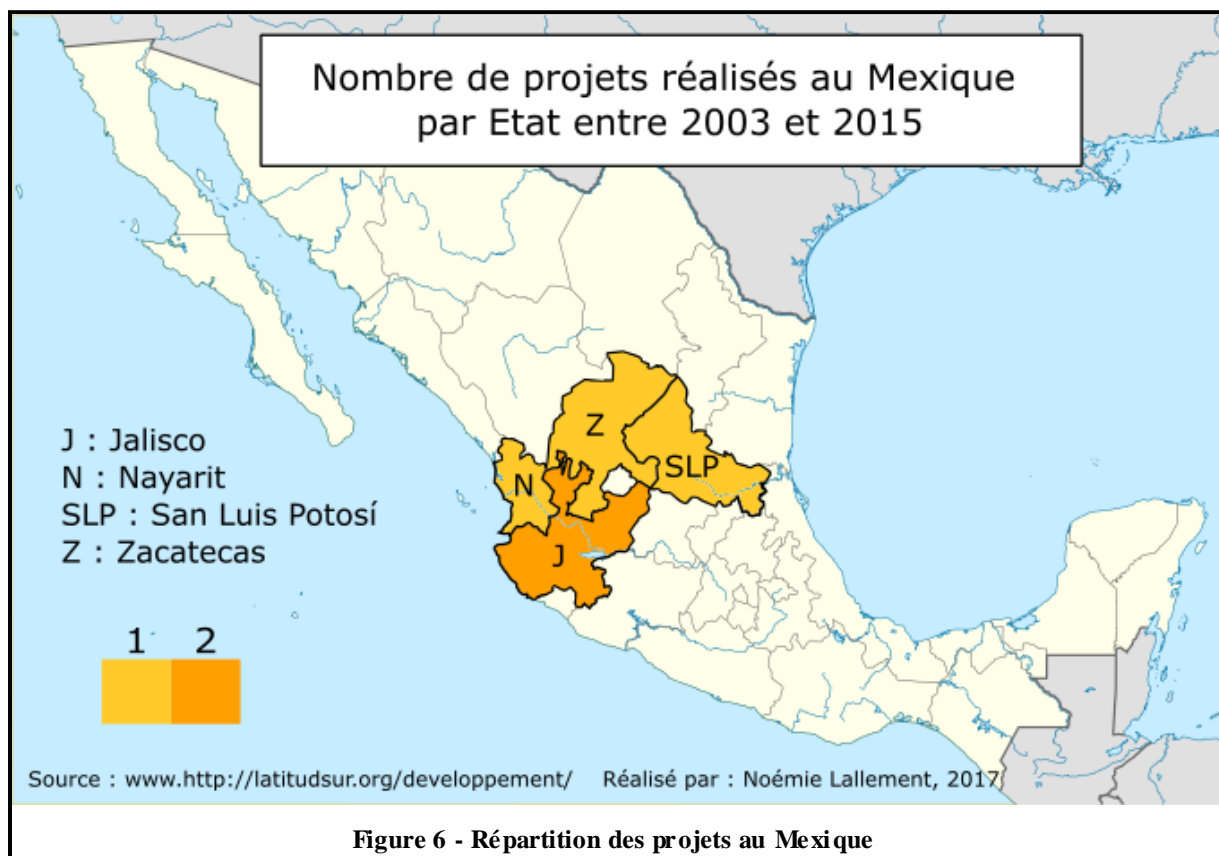 Nombre de projets réalisés au Mexique
par Etat entre 2003 et 2015
Z
SLP
N
J
J : Jalisco
N : Nayarit
SLP : San Luis Potosí
Z : Zacatecas
1 2
Source : www.http://latitudsur.org/developpement/ Réalisé par : Noémie Lallement, 2017
Figure 6 - Répartition des projets au Mexique